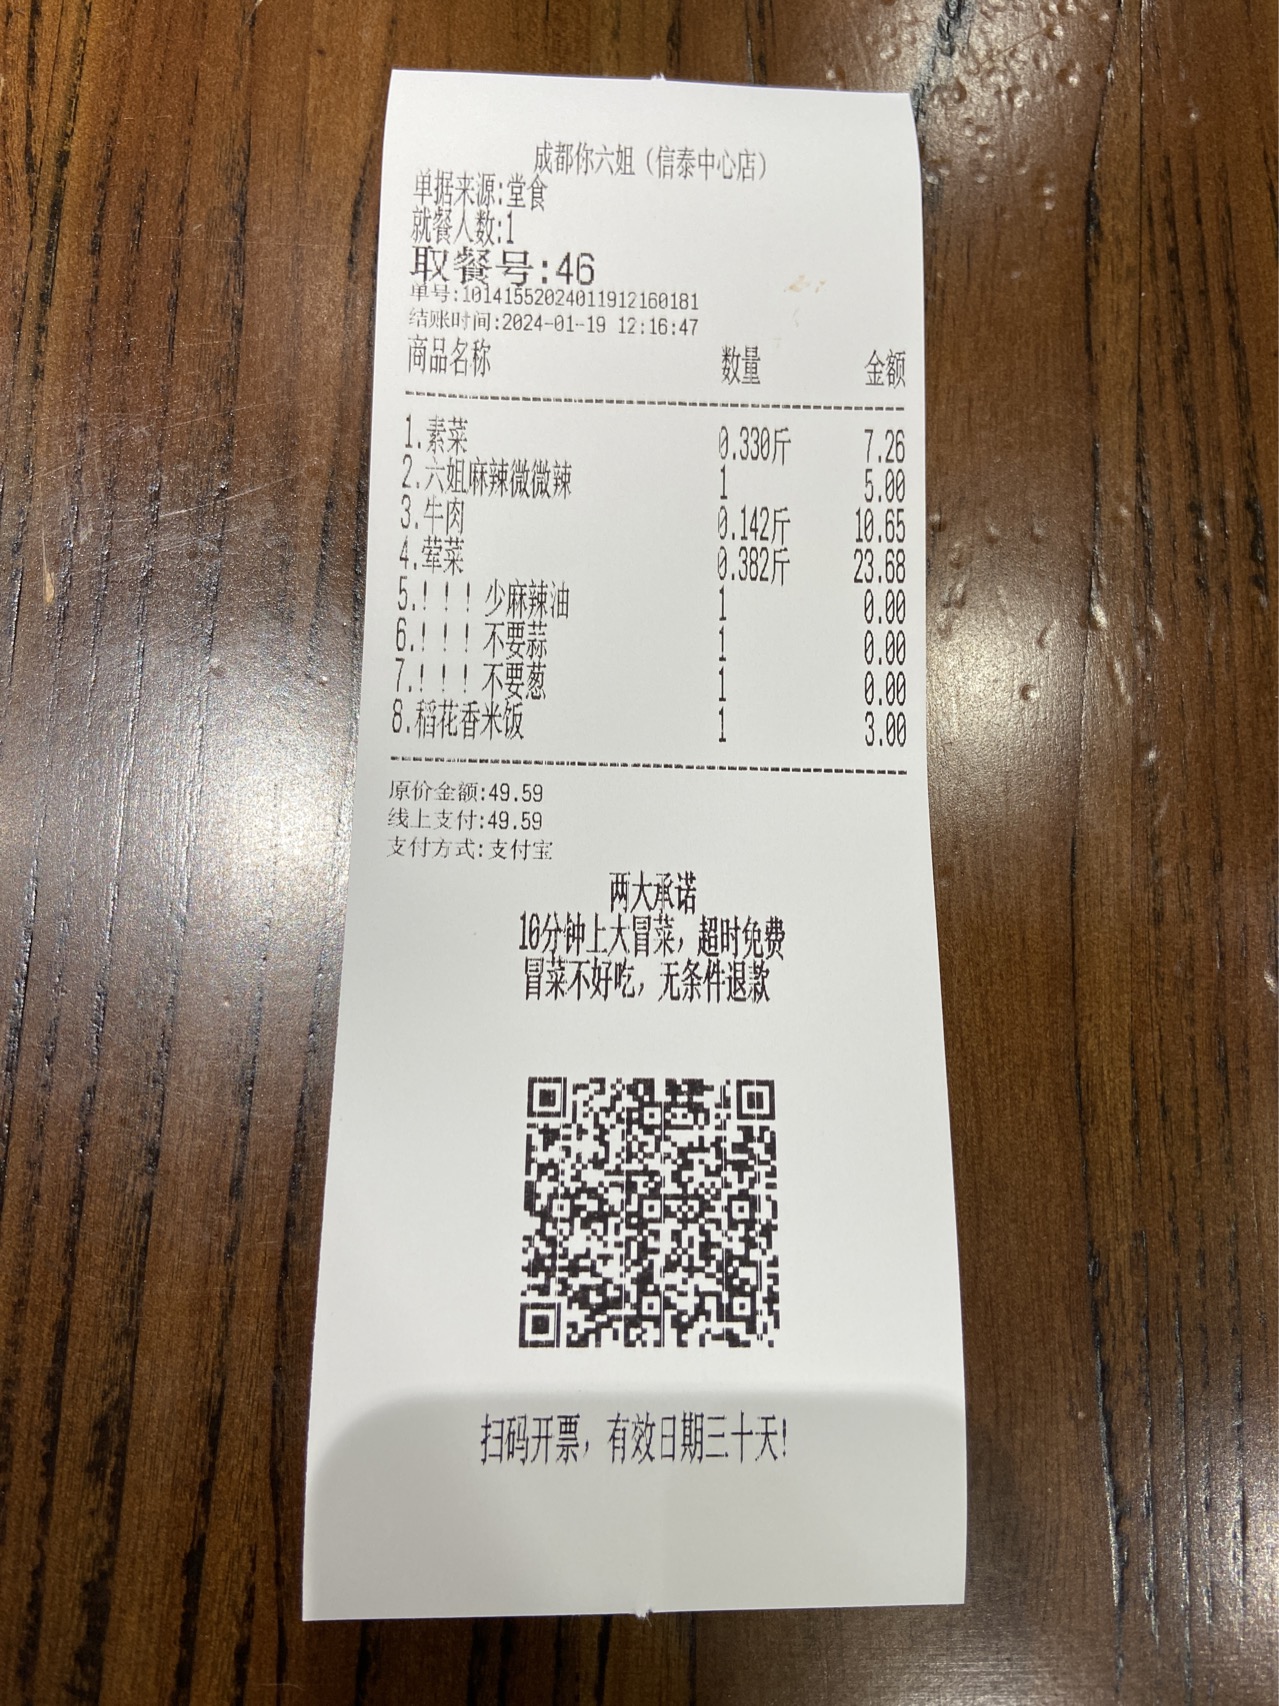 成都你六姐（信泰中心店）
单据来源:堂食
就餐人数:1
取餐号:46
单号:10141552024011912160181
结账时间:2024-01-19 12:16:47
商品名称 数量 金额
1.素菜 0.330斤 7.26
2.六姐麻辣微微辣 1 5.00
3.牛肉 0.142斤 10.65
4.荤菜 0.382斤 23.68
5.！！！少麻辣油 1 0.00
6.！！！不要蒜 1 0.00
7.！！！不要葱 1 0.00
8.稻花香米饭 1 3.00
原价金额:49.59
线上支付:49.59
支付方式:支付宝
两大承诺
10分钟上大冒菜，超时免费
冒菜不好吃，无条件退款
扫码开票，有效日期三十天!